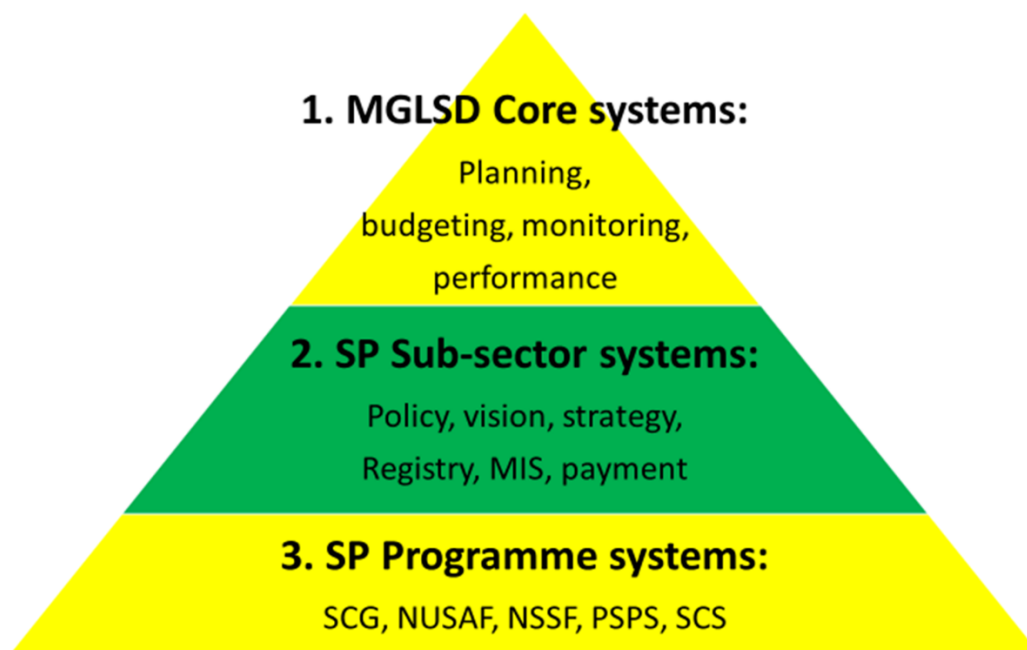 1. MGLSD Core systems:
Planning,
budgeting, monitoring,
performance
2. SP Sub-sector systems:
Policy, vision, strategy,
Registry, MIS, payment
3. SP Programme systems:
SCG, NUSAF, NSSF, PSPS, SCS